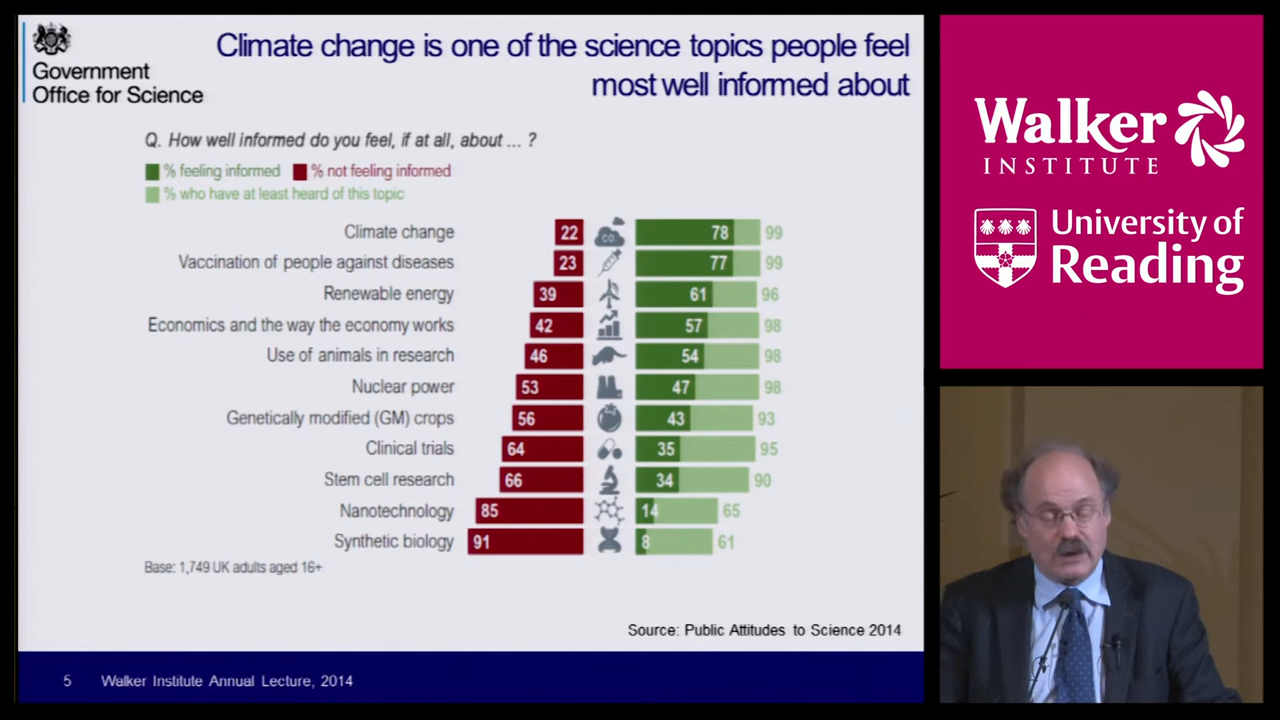 Government
Office for Science
Climate change is one of the science topics people feel
most well informed about
Q. How well informed do you feel, if at all, about ... ?
% feeling informed % not feeling informed
% who have at least heard of this topic
Climate change 22 CO₂ 78 99
Vaccination of people against diseases 23 77 99
Renewable energy 39 61 96
Economics and the way the economy works 42 57 98
Use of animals in research 46 54 98
Nuclear power 53 47 98
Genetically modified (GM) crops 56 43 93
Clinical trials 64 35 95
Stem cell research 66 34 90
Nanotechnology 85 14 65
Synthetic biology 91 8 61
Base: 1,749 UK adults aged 16+
Source: Public Attitudes to Science 2014
5 Walker Institute Annual Lecture, 2014
Walker
INSTITUTE
University of
Reading